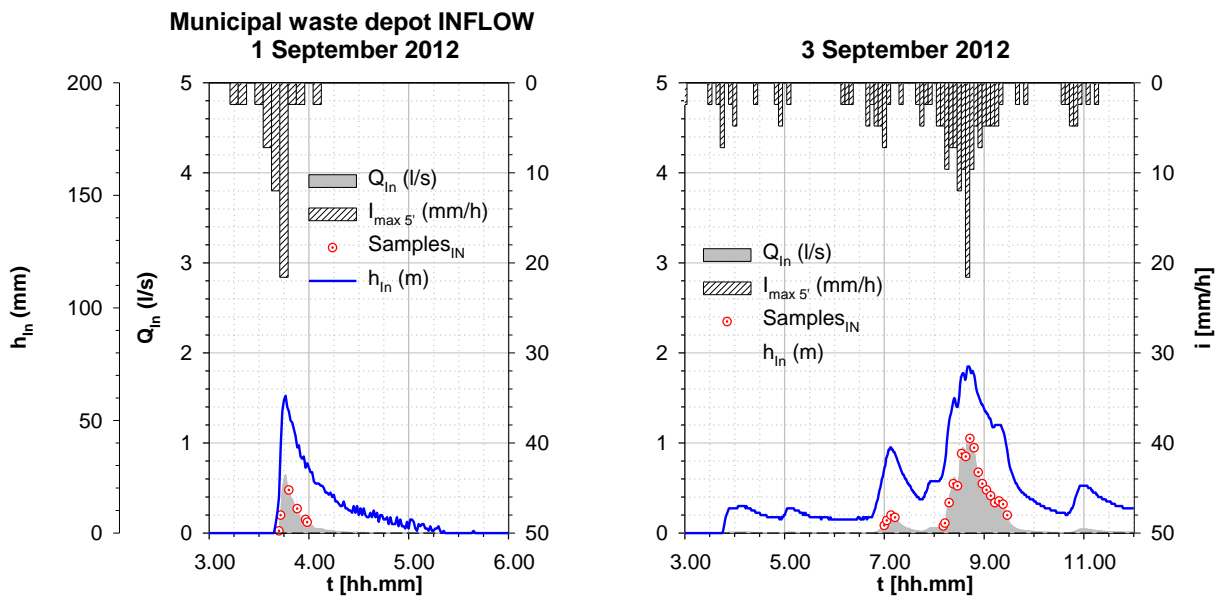 Municipal waste depot INFLOW
1 September 2012
3 September 2012
200
150
100
50
0
h_In (mm)
5
4
3
2
1
0
Q_In (l/s)
0
10
20
30
40
50
Q_In (l/s)
I_max 5' (mm/h)
Samples_IN
h_In (m)
3.00
4.00
5.00
6.00
t [hh.mm]
5
4
3
2
1
0
Q_In (l/s)
I_max 5' (mm/h)
Samples_IN
h_In (m)
0
10
20
30
40
50
i [mm/h]
3.00
5.00
7.00
9.00
11.00
t [hh.mm]